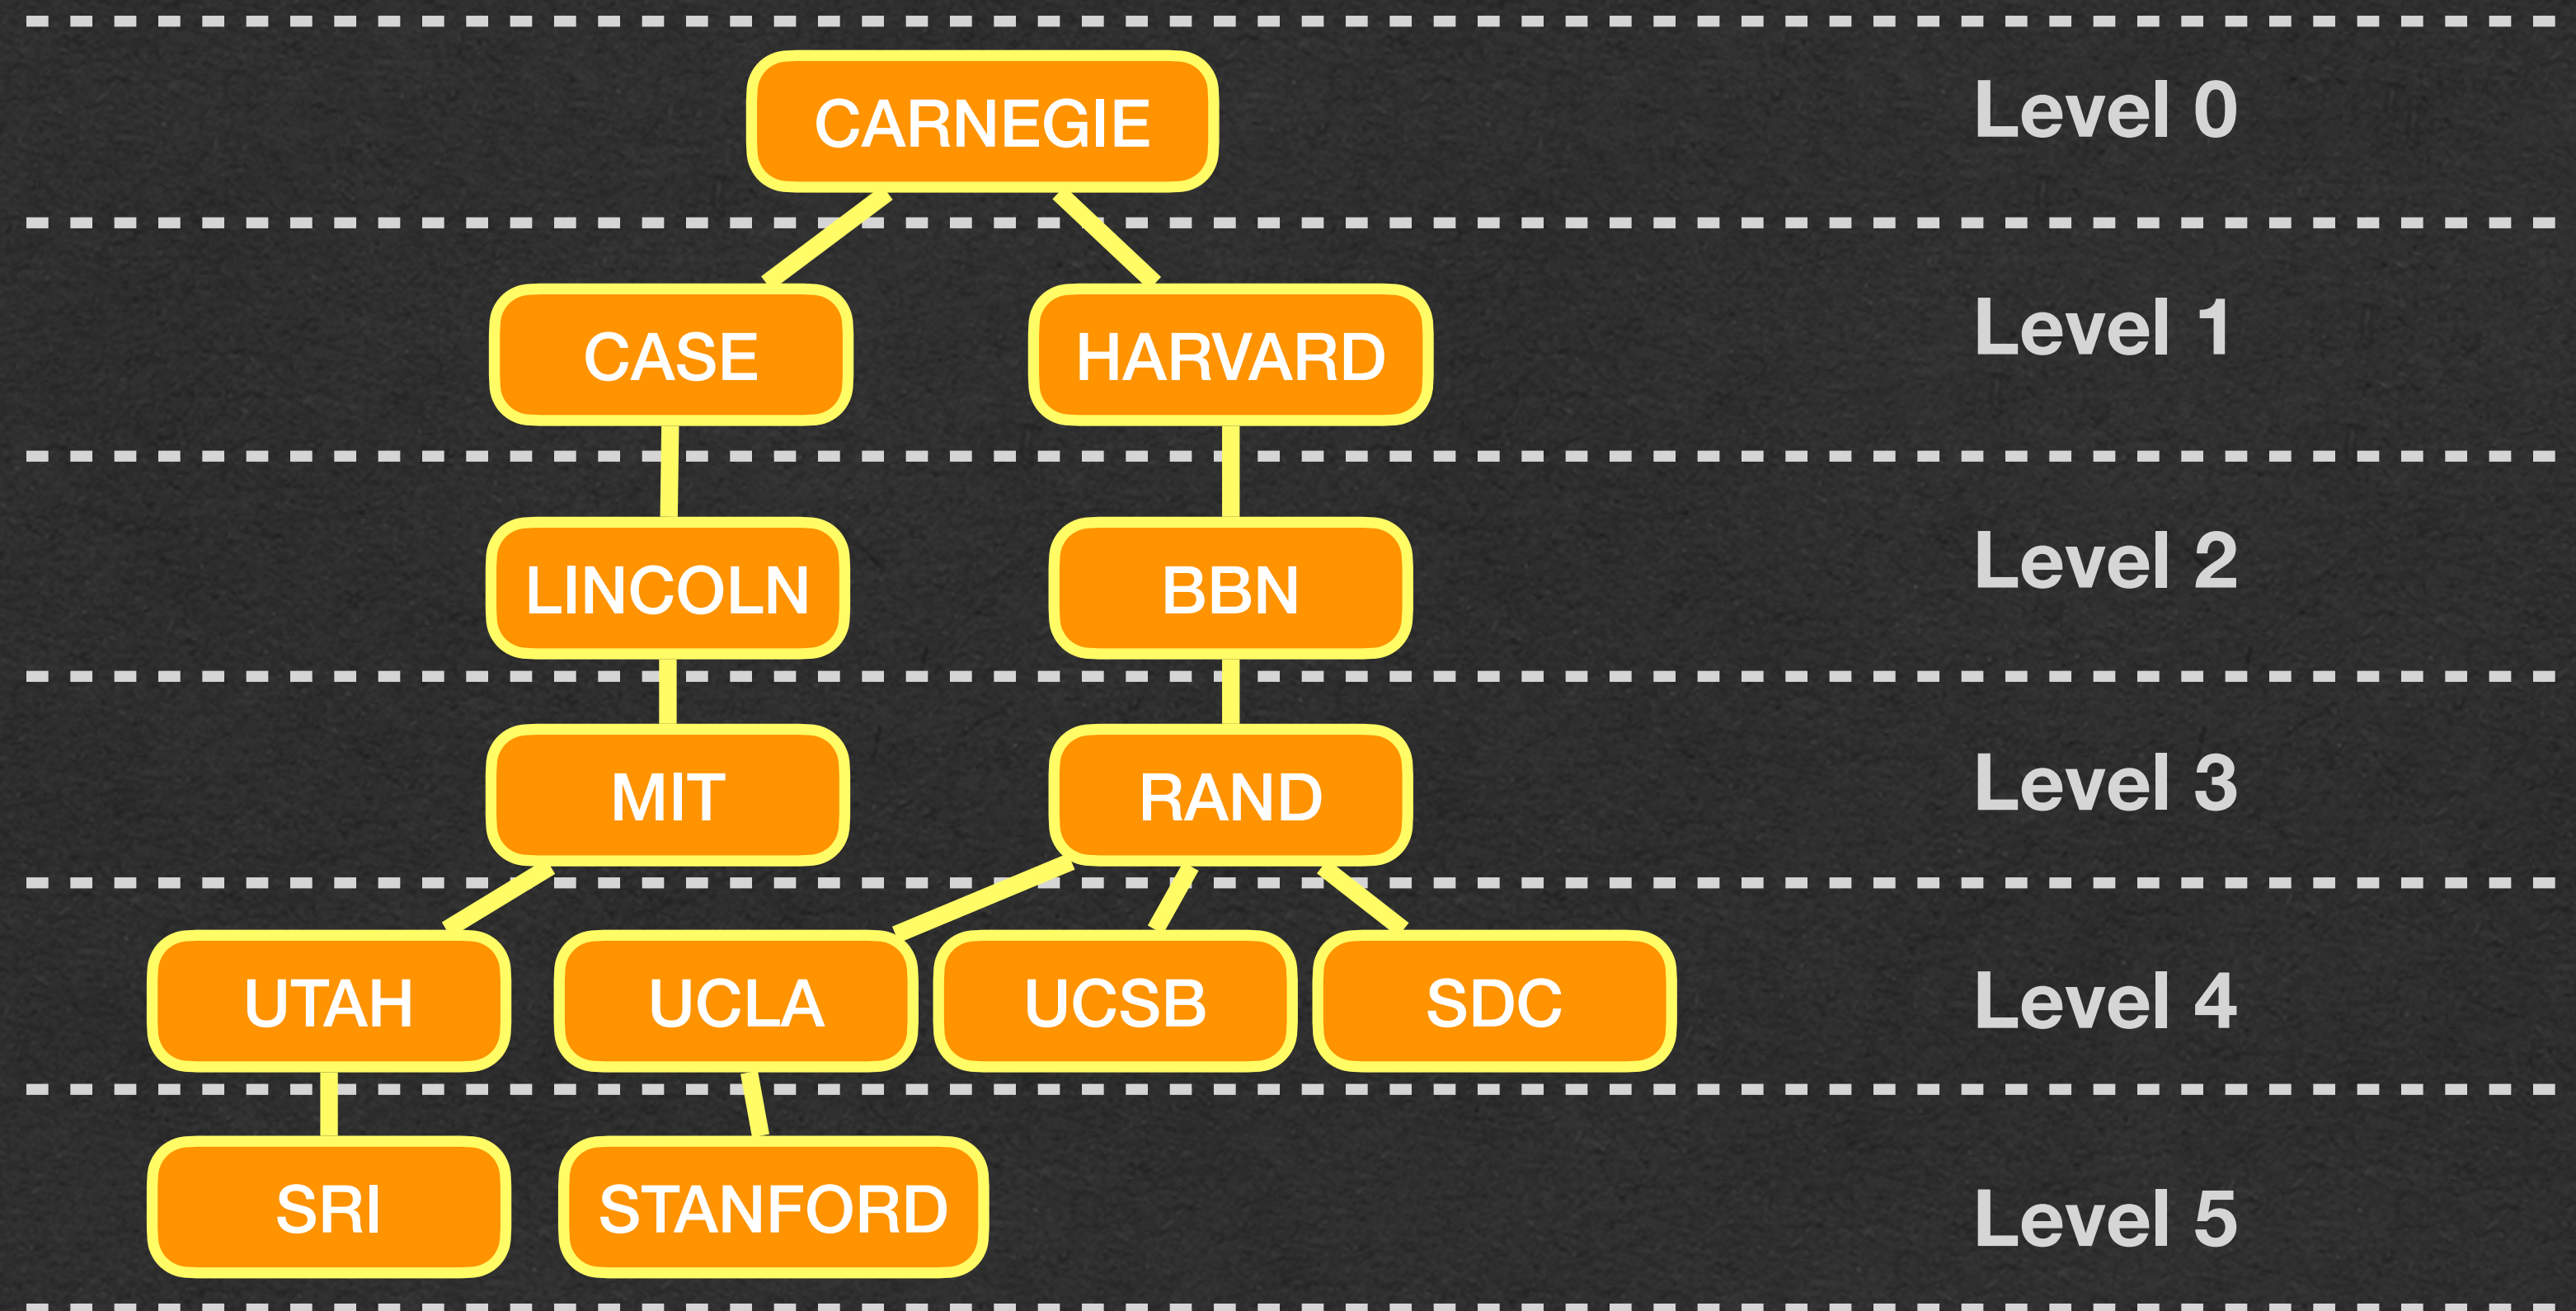 CARNEGIE Level 0
CASE HARVARD Level 1
LINCOLN BBN Level 2
MIT RAND Level 3
UTAH UCLA UCSB SDC Level 4
SRI STANFORD Level 5